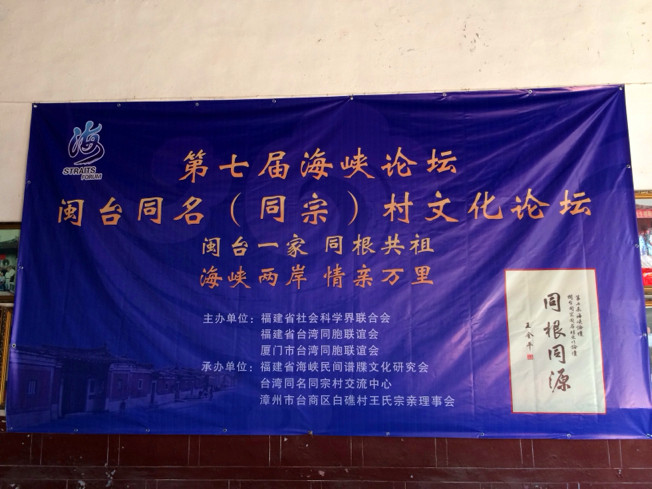 海
STRAITS
FORUM
第七届海峡论坛
闽台同名（同宗）村文化论坛
闽台一家 同根共祖
海峡两岸 情亲万里
主办单位：福建省社会科学界联合会
福建省台湾同胞联谊会
厦门市台湾同胞联谊会
承办单位：福建省海峡民间谱牒文化研究会
台湾同名同宗村交流中心
漳州市台商区白礁村王氏宗亲理事会
同根同源